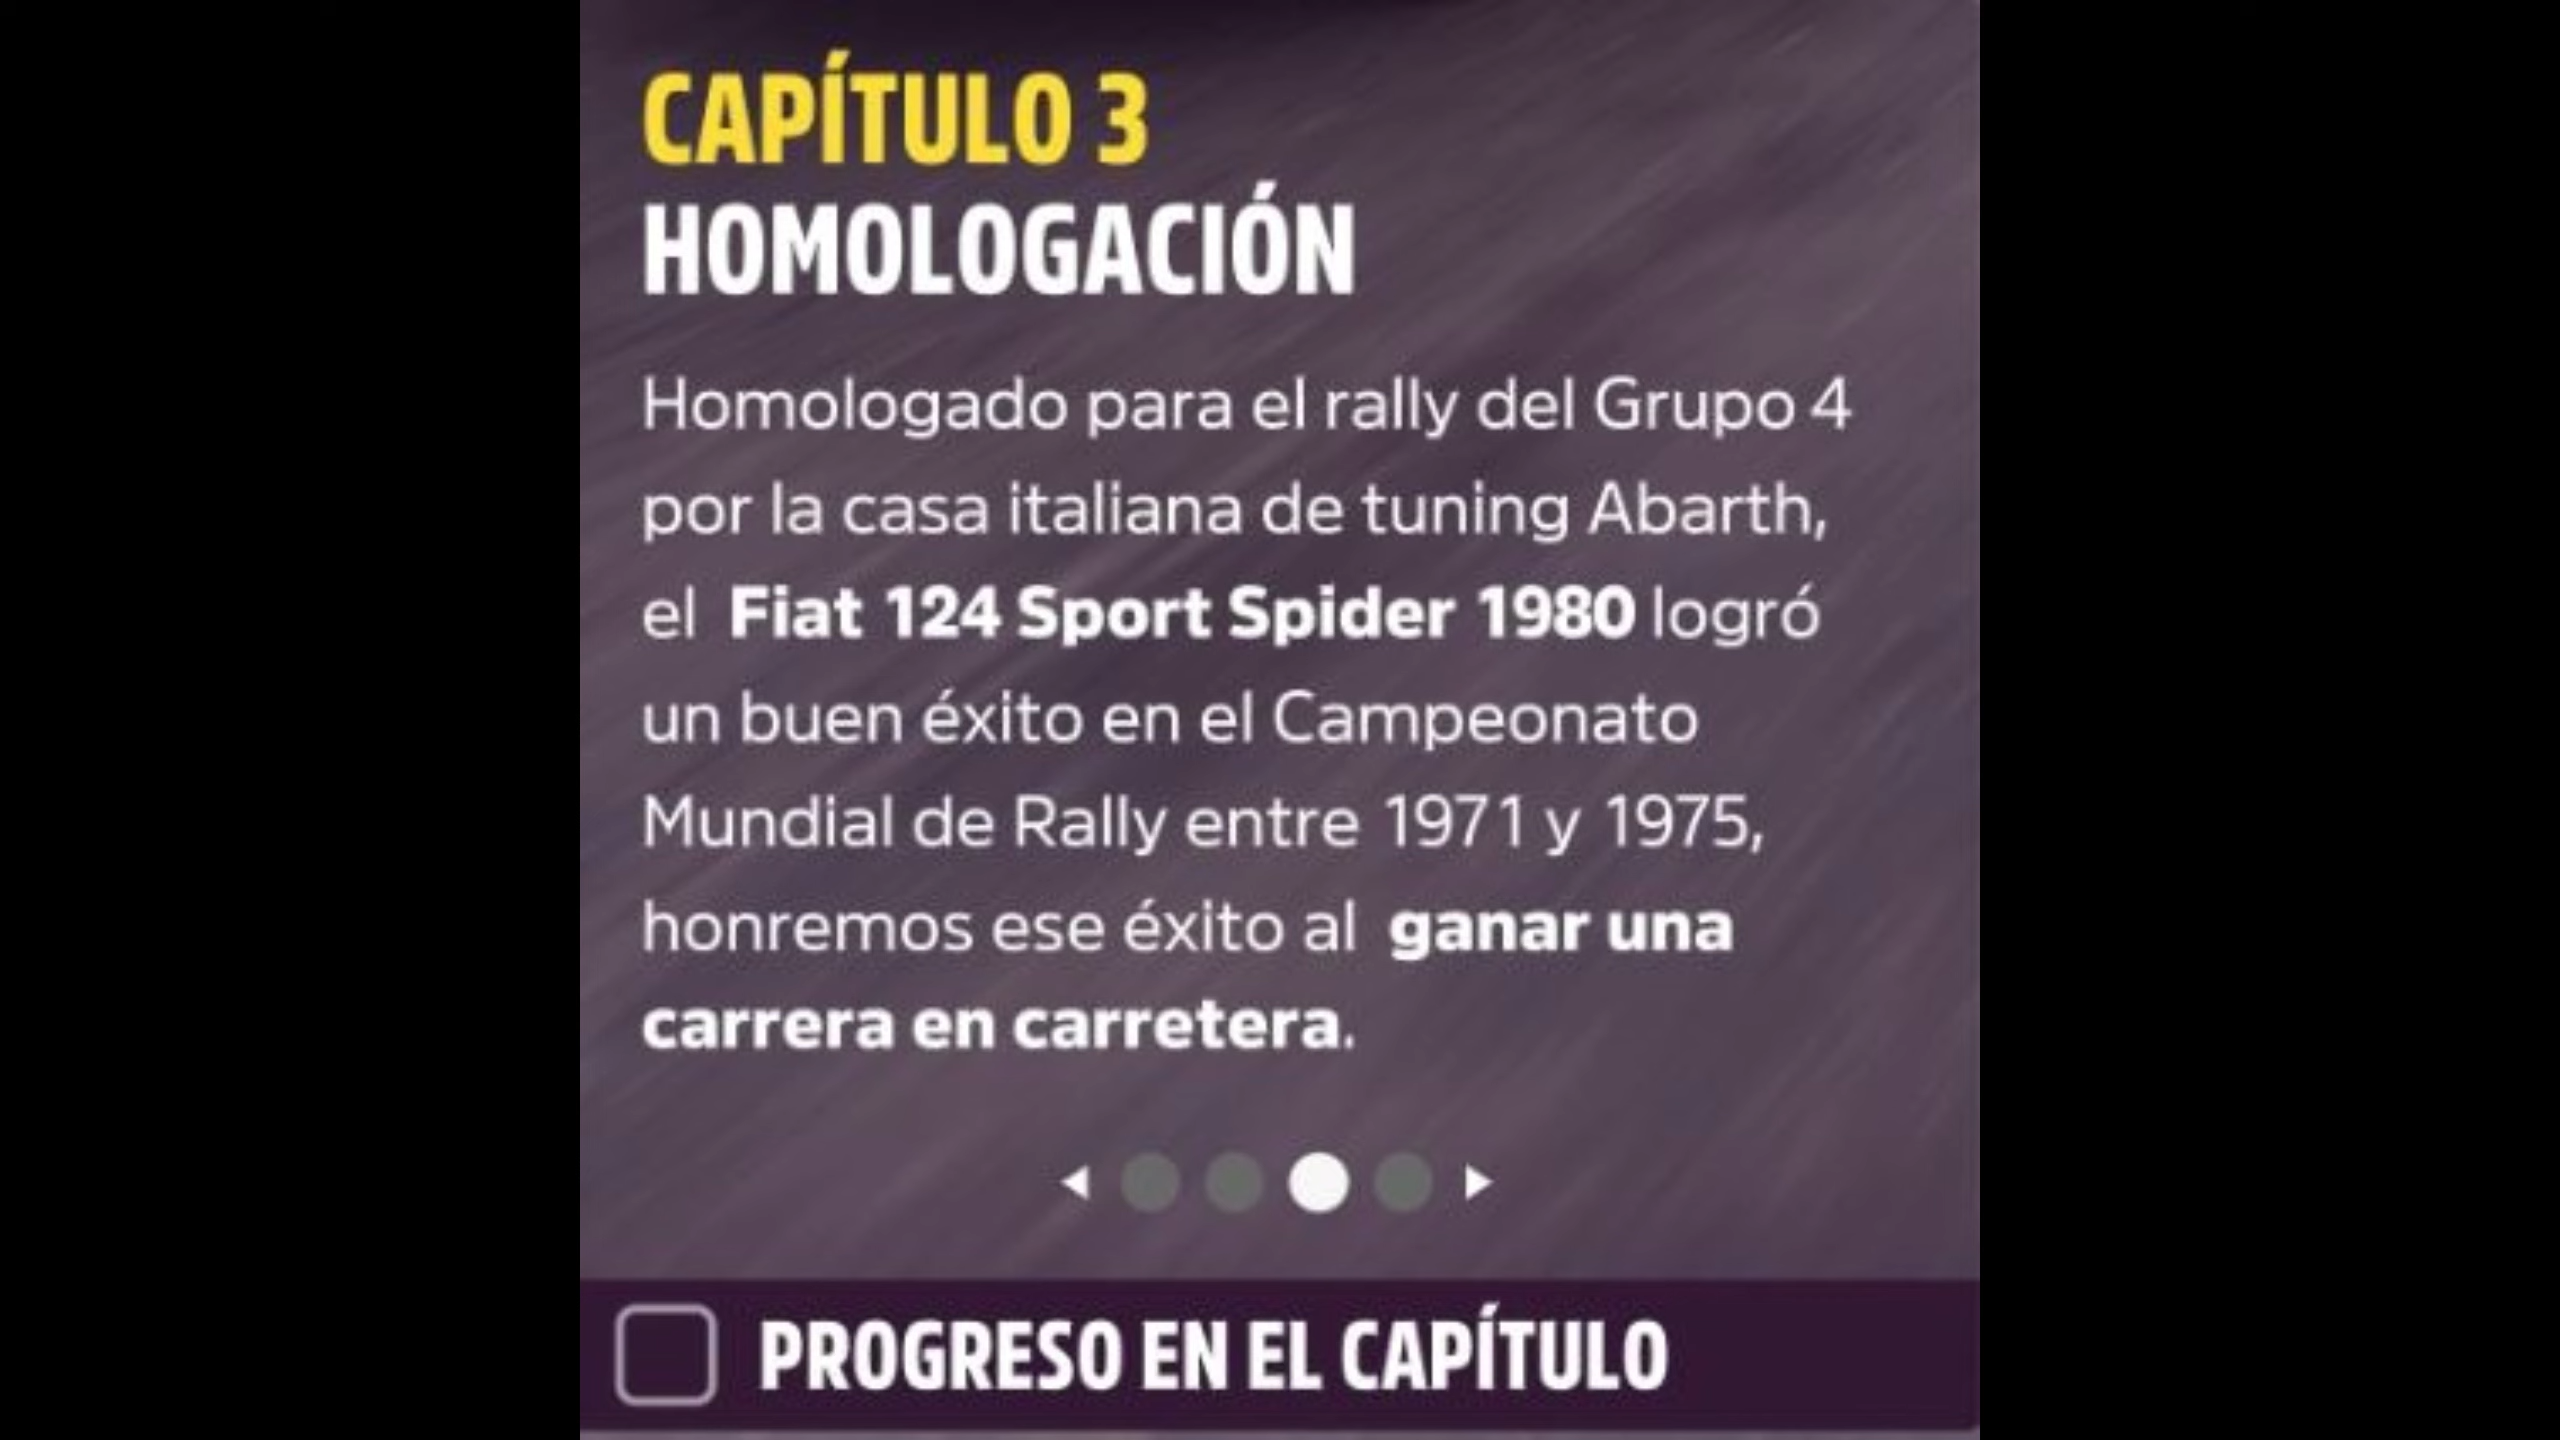 CAPÍTULO 3
HOMOLOGACIÓN
Homologado para el rally del Grupo 4
por la casa italiana de tuning Abarth,
el Fiat 124 Sport Spider 1980 logró
un buen éxito en el Campeonato
Mundial de Rally entre 1971 y 1975,
honremos ese éxito al ganar una
carrera en carretera.
PROGRESO EN EL CAPÍTULO